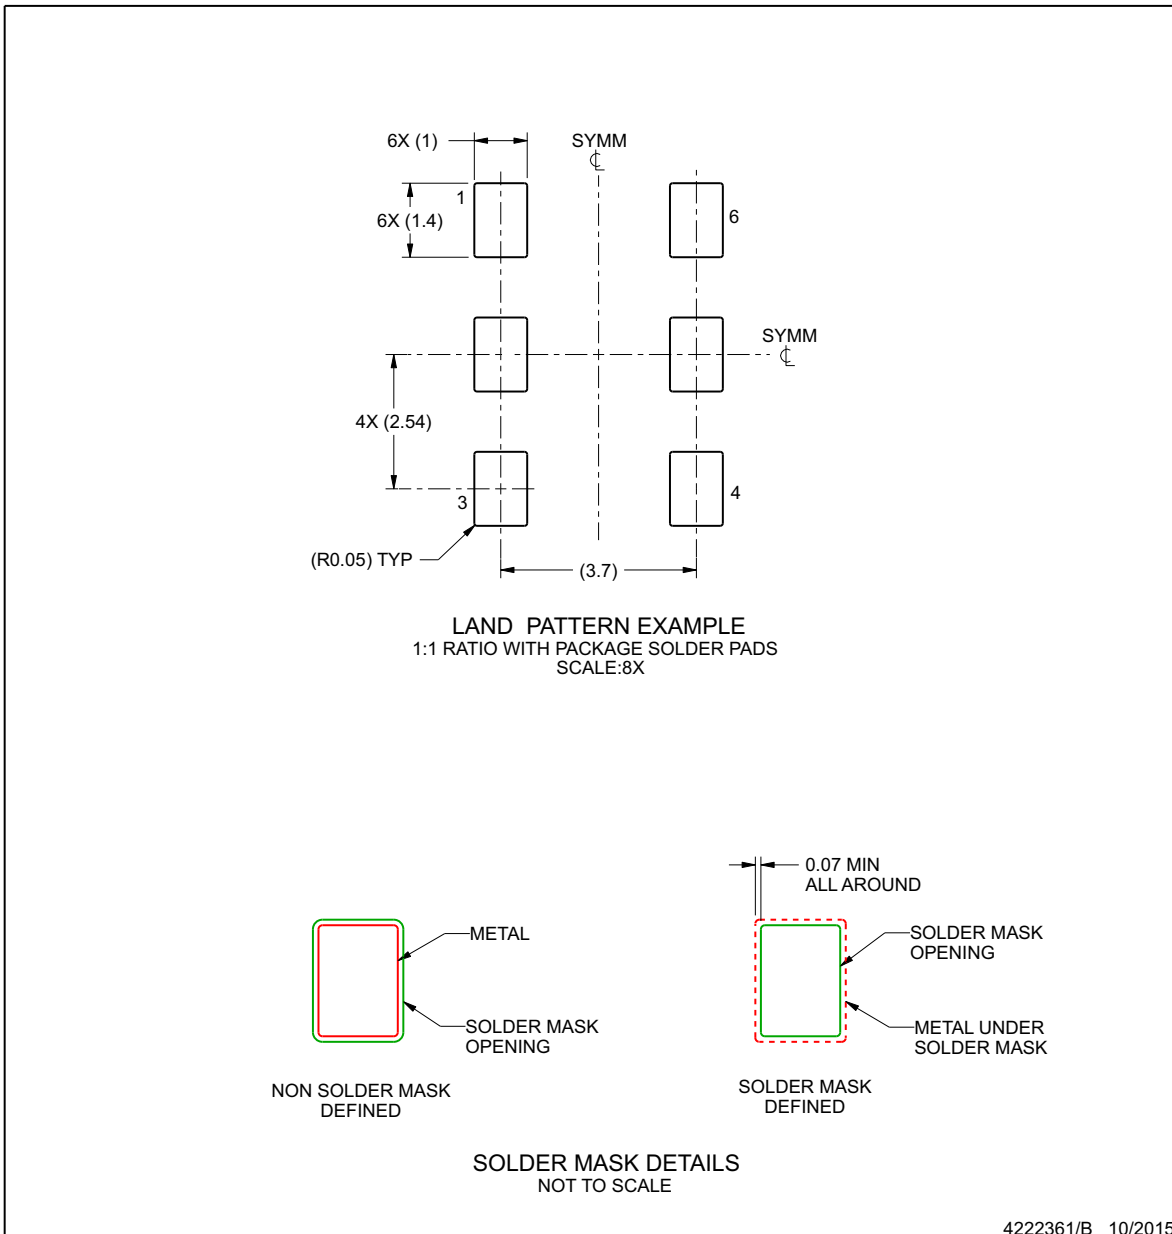 6X (1)
SYMM
℄
1
6X (1.4)
6
SYMM
℄
4X (2.54)
3
4
(R0.05) TYP
(3.7)
LAND PATTERN EXAMPLE
1:1 RATIO WITH PACKAGE SOLDER PADS
SCALE:8X
0.07 MIN
ALL AROUND
METAL
SOLDER MASK
OPENING
SOLDER MASK
OPENING
METAL UNDER
SOLDER MASK
NON SOLDER MASK
DEFINED
SOLDER MASK
DEFINED
SOLDER MASK DETAILS
NOT TO SCALE
4222361/B 10/2015